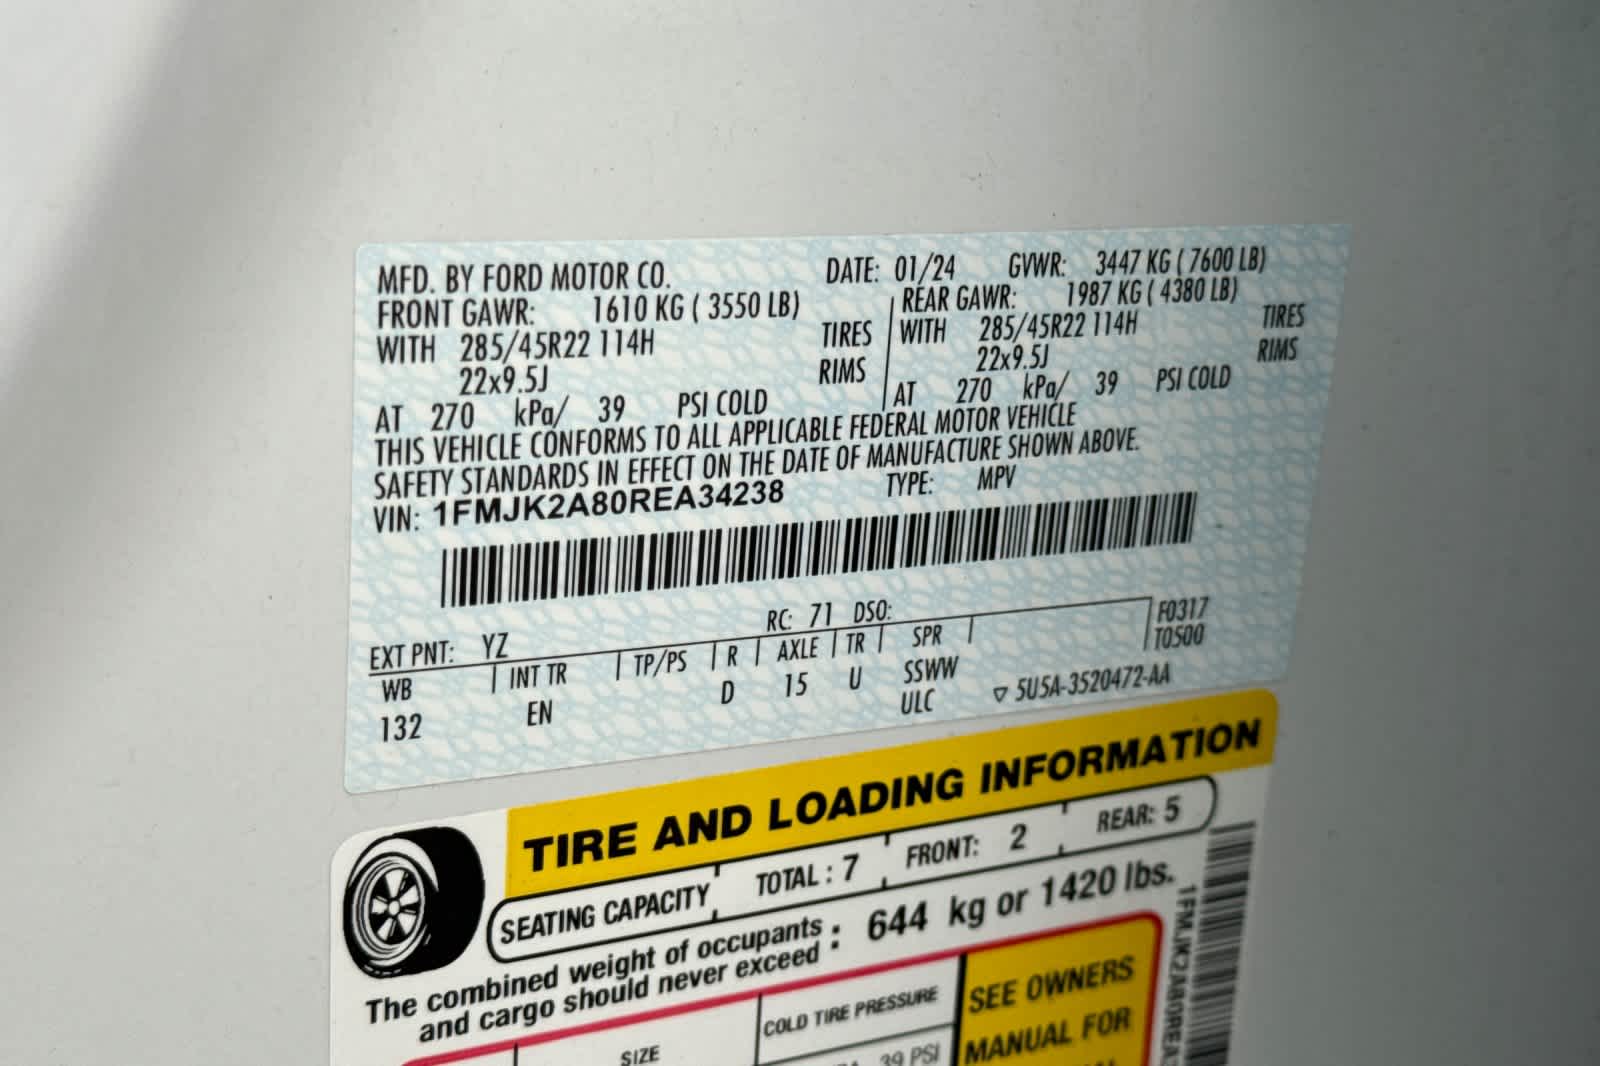 MFD. BY FORD MOTOR CO. DATE: 01/24 GVWR: 3447 KG ( 7600 LB)
FRONT GAWR: 1610 KG ( 3550 LB) REAR GAWR: 1987 KG ( 4380 LB)
WITH 285/45R22 114H TIRES WITH 285/45R22 114H TIRES
22x9.5J RIMS 22x9.5J RIMS
AT 270 kPa/ 39 PSI COLD AT 270 kPa/ 39 PSI COLD
THIS VEHICLE CONFORMS TO ALL APPLICABLE FEDERAL MOTOR VEHICLE
SAFETY STANDARDS IN EFFECT ON THE DATE OF MANUFACTURE SHOWN ABOVE.
VIN: 1FMJK2A80REA34238 TYPE: MPV
EXT PNT: YZ RC: 71 DSO: F0317
WB INT TR TP/PS R AXLE TR SPR T0500
132 EN D 15 U SSWW
ULC ▽ 5U5A-3520472-AA
TIRE AND LOADING INFORMATION
SEATING CAPACITY TOTAL : 7 FRONT: 2 REAR: 5
The combined weight of occupants
and cargo should never exceed : 644 kg or 1420 lbs.
SIZE COLD TIRE PRESSURE SEE OWNERS
39 PSI MANUAL FOR